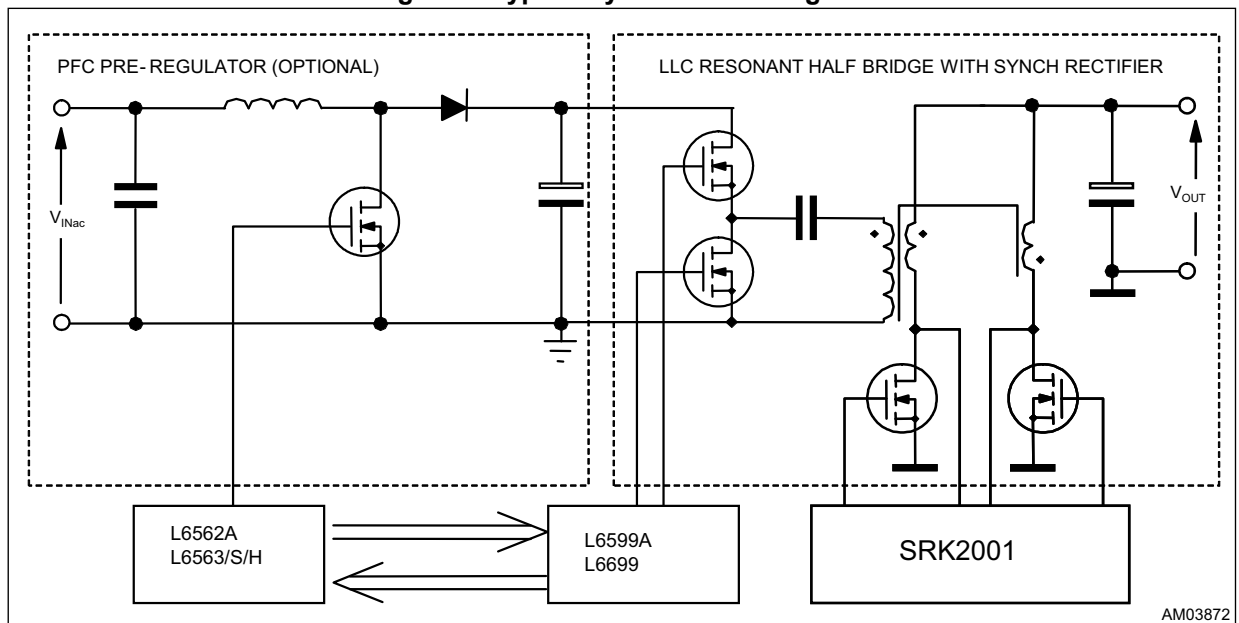 PFC PRE- REGULATOR (OPTIONAL)
LLC RESONANT HALF BRIDGE WITH SYNCH RECTIFIER
VINac
VOUT
L6562A
L6563/S/H
L6599A
L6699
SRK2001
AM03872